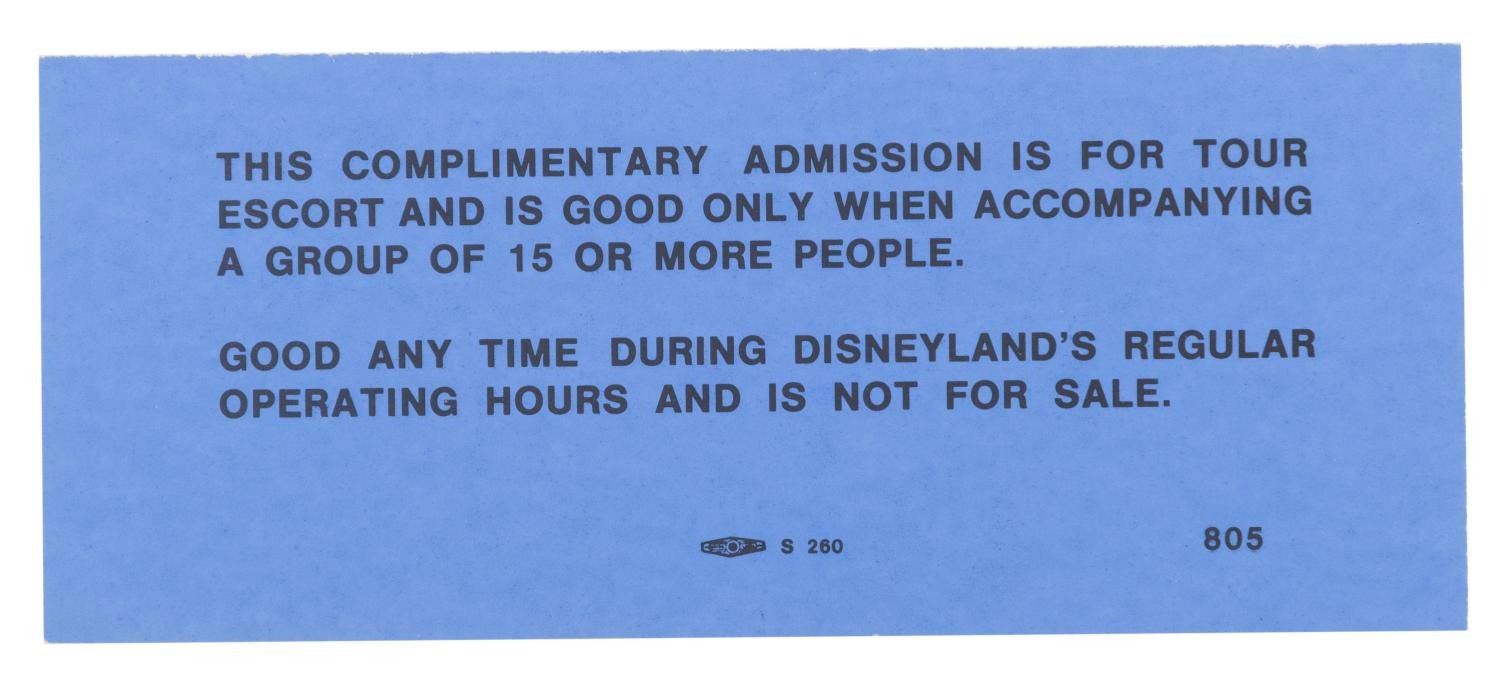 THIS COMPLIMENTARY ADMISSION IS FOR TOUR
ESCORT AND IS GOOD ONLY WHEN ACCOMPANYING
A GROUP OF 15 OR MORE PEOPLE.
GOOD ANY TIME DURING DISNEYLAND'S REGULAR
OPERATING HOURS AND IS NOT FOR SALE.
S 260
805